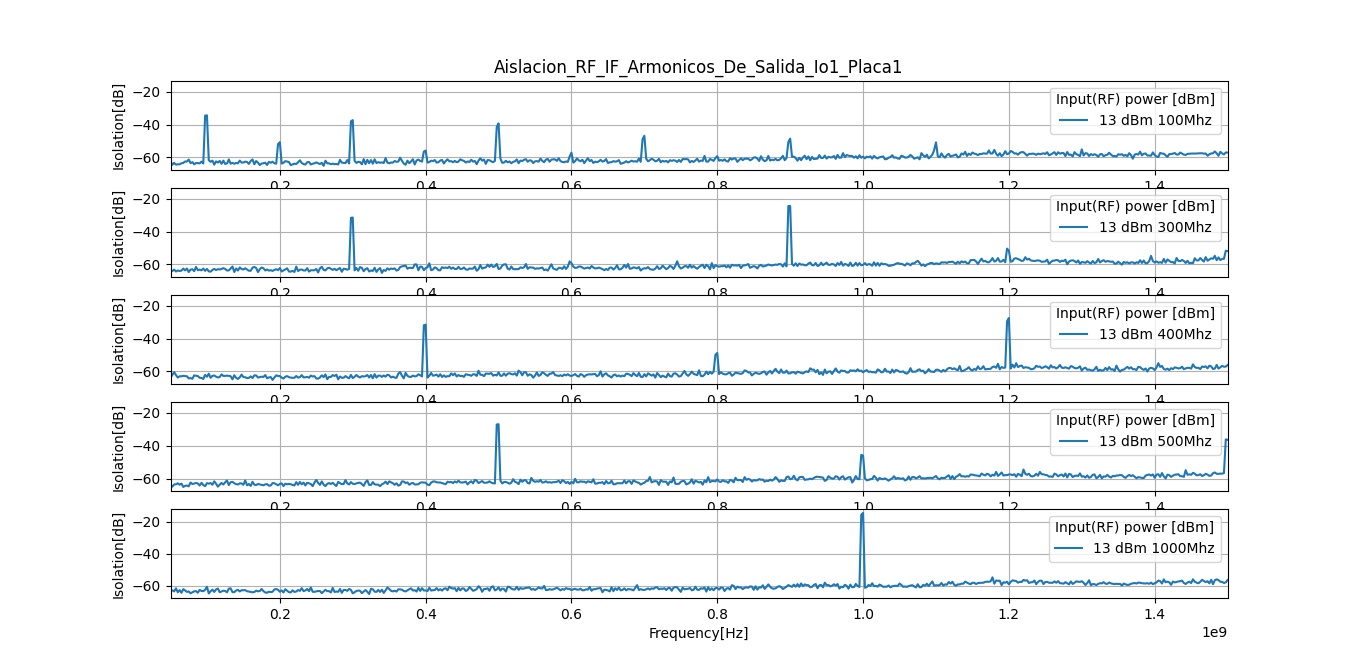 Aislacion_RF_IF_Armonicos_De_Salida_Io1_Placa1
Isolation[dB]
−20
−40
−60
Input(RF) power [dBm]
13 dBm 100Mhz
0.2 0.4 0.6 0.8 1.0 1.2 1.4
Isolation[dB]
−20
−40
−60
Input(RF) power [dBm]
13 dBm 300Mhz
0.2 0.4 0.6 0.8 1.0 1.2 1.4
Isolation[dB]
−20
−40
−60
Input(RF) power [dBm]
13 dBm 400Mhz
0.2 0.4 0.6 0.8 1.0 1.2 1.4
Isolation[dB]
−20
−40
−60
Input(RF) power [dBm]
13 dBm 500Mhz
0.2 0.4 0.6 0.8 1.0 1.2 1.4
Isolation[dB]
−20
−40
−60
Input(RF) power [dBm]
13 dBm 1000Mhz
0.2 0.4 0.6 0.8 1.0 1.2 1.4
Frequency[Hz]
1e9